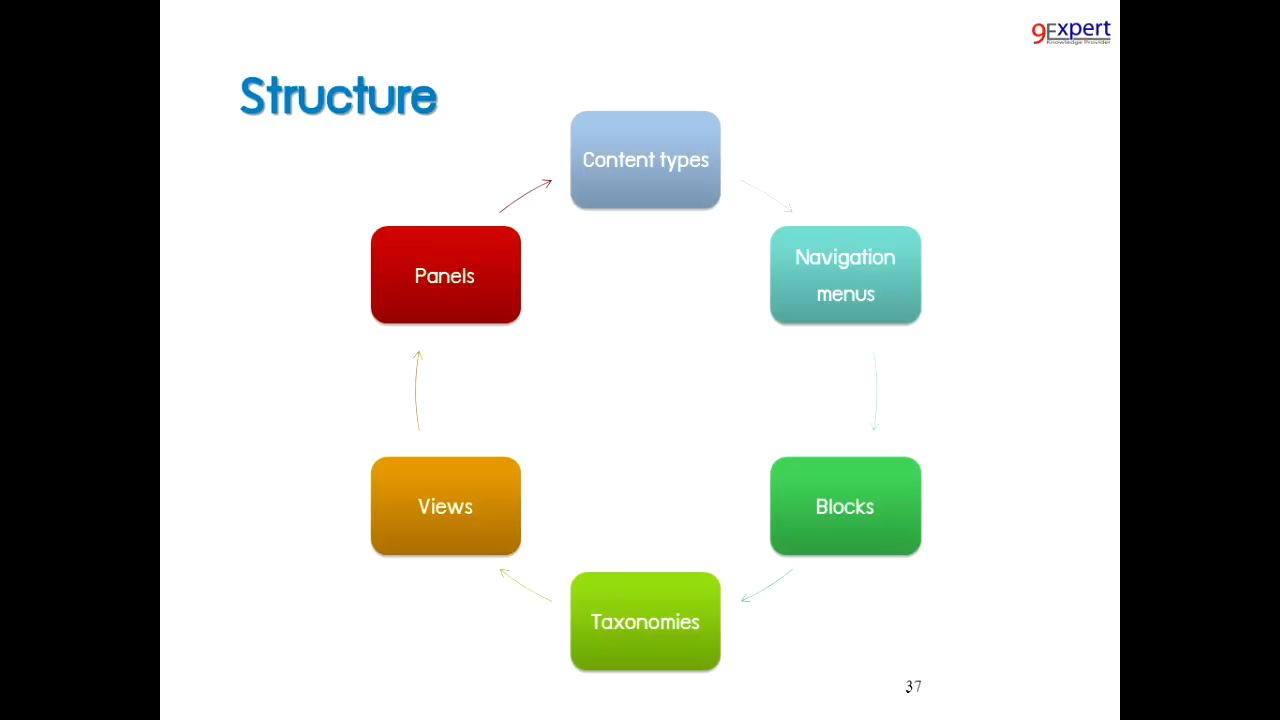 9Expert
Knowledge Provider
Structure
Content types
Navigation
menus
Blocks
Taxonomies
Views
Panels
37